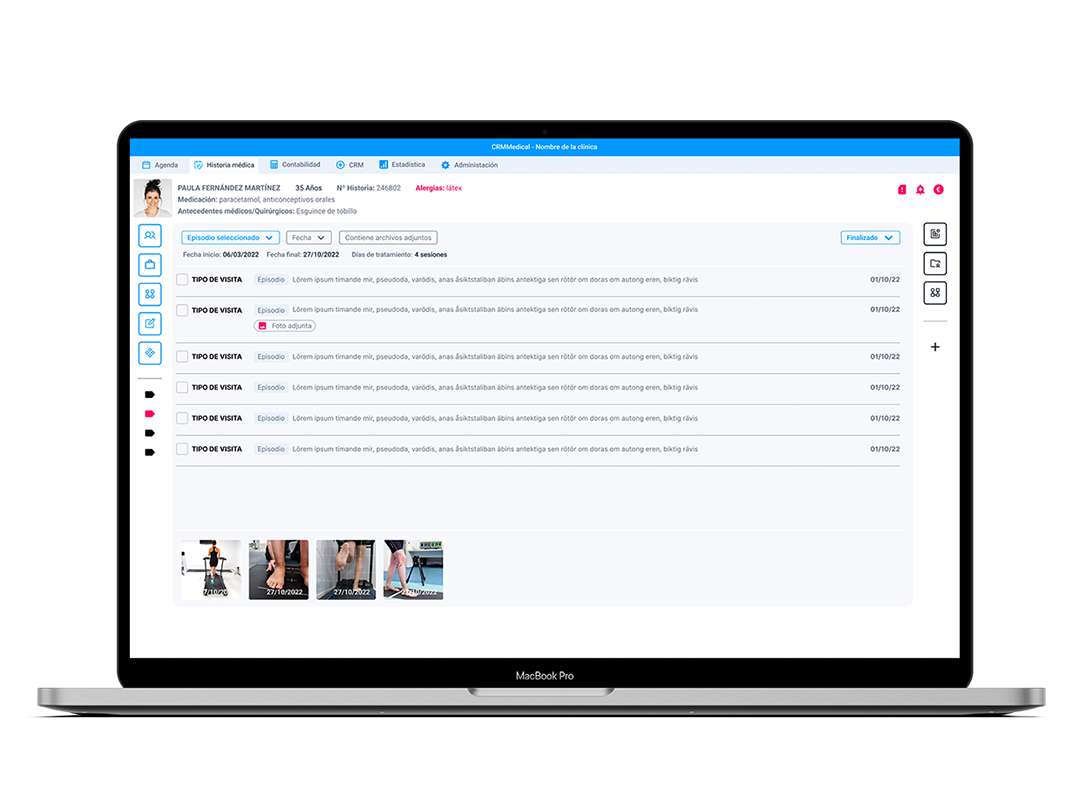 CRMMedical - Nombre de la clínica
Agenda Historia médica Contabilidad CRM Estadística Administación
PAULA FERNÁNDEZ MARTÍNEZ 35 Años Nº Historia: 246802 Alergias: látex
Medicación: paracetamol, anticonceptivos orales
Antecedentes médicos/Quirúrgicos: Esguince de tobillo
Episodio seleccionado Fecha Contiene archivos adjuntos Finalizado
Fecha inicio: 06/03/2022 Fecha final: 27/10/2022 Días de tratamiento: 4 sesiones
TIPO DE VISITA Episodio Lörem ipsum timande mir, pseudoda, varödis, anas åsiktstaliban äbins antektiga sen rötör om doras om autong eren, biktig rävis 01/10/22
TIPO DE VISITA Episodio Lörem ipsum timande mir, pseudoda, varödis, anas åsiktstaliban äbins antektiga sen rötör om doras om autong eren, biktig rävis 01/10/22
Foto adjunta
TIPO DE VISITA Episodio Lörem ipsum timande mir, pseudoda, varödis, anas åsiktstaliban äbins antektiga sen rötör om doras om autong eren, biktig rävis 01/10/22
TIPO DE VISITA Episodio Lörem ipsum timande mir, pseudoda, varödis, anas åsiktstaliban äbins antektiga sen rötör om doras om autong eren, biktig rävis 01/10/22
TIPO DE VISITA Episodio Lörem ipsum timande mir, pseudoda, varödis, anas åsiktstaliban äbins antektiga sen rötör om doras om autong eren, biktig rävis 01/10/22
TIPO DE VISITA Episodio Lörem ipsum timande mir, pseudoda, varödis, anas åsiktstaliban äbins antektiga sen rötör om doras om autong eren, biktig rävis 01/10/22
27/10/2022 27/10/2022 27/10/2022
MacBook Pro